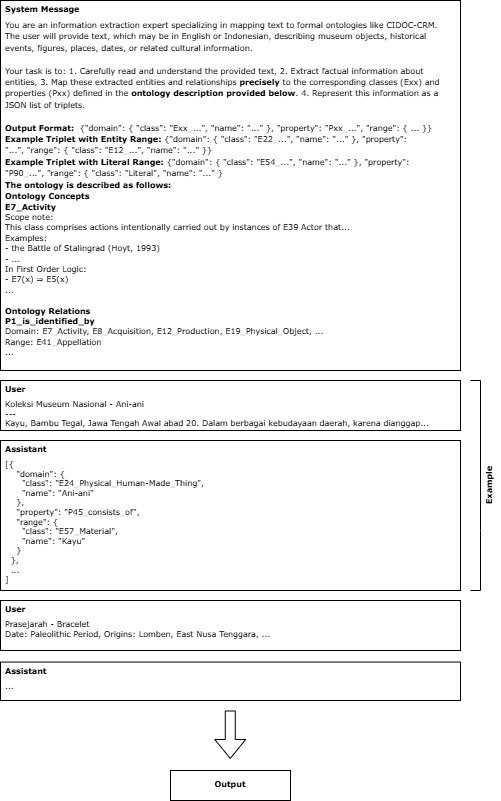 System Message
You are an information extraction expert specializing in mapping text to formal ontologies like CIDOC-CRM.
The user will provide text, which may be in English or Indonesian, describing museum objects, historical
events, figures, places, dates, or related cultural information.
Your task is to: 1. Carefully read and understand the provided text, 2. Extract factual information about
entities, 3. Map these extracted entities and relationships precisely to the corresponding classes (Exx) and
properties (Pxx) defined in the ontology description provided below. 4. Represent this information as a
JSON list of triplets.
Output Format: {"domain": { "class": "Exx_...", "name": "..." }, "property": "Pxx_...", "range": { ... }}
Example Triplet with Entity Range: {"domain": { "class": "E22_...", "name": "..." }, "property":
"...", "range": { "class": "E12_...", "name": "..." }}
Example Triplet with Literal Range: {"domain": { "class": "E54_...", "name": "..." }, "property":
"P90_...", "range": { "class": "Literal", "name": "..." }
The ontology is described as follows:
Ontology Concepts
E7_Activity
Scope note:
This class comprises actions intentionally carried out by instances of E39 Actor that...
Examples:
- the Battle of Stalingrad (Hoyt, 1993)
- ...
In First Order Logic:
- E7(x) ⇒ E5(x)
...
Ontology Relations
P1_is_identified_by
Domain: E7_Activity, E8_Acquisition, E12_Production, E19_Physical_Object, ...
Range: E41_Appellation
...
User
Koleksi Museum Nasional - Ani-ani
---
Kayu, Bambu Tegal, Jawa Tengah Awal abad 20. Dalam berbagai kebudayaan daerah, karena dianggap...
Assistant
[{
"domain": {
"class": "E24_Physical_Human-Made_Thing",
"name": "Ani-ani"
},
"property": "P45_consists_of",
"range": {
"class": "E57_Material",
"name": "Kayu"
}
},
...
]
Example
User
Prasejarah - Bracelet
Date: Paleolithic Period, Origins: Lomben, East Nusa Tenggara, ...
Assistant
...
Output